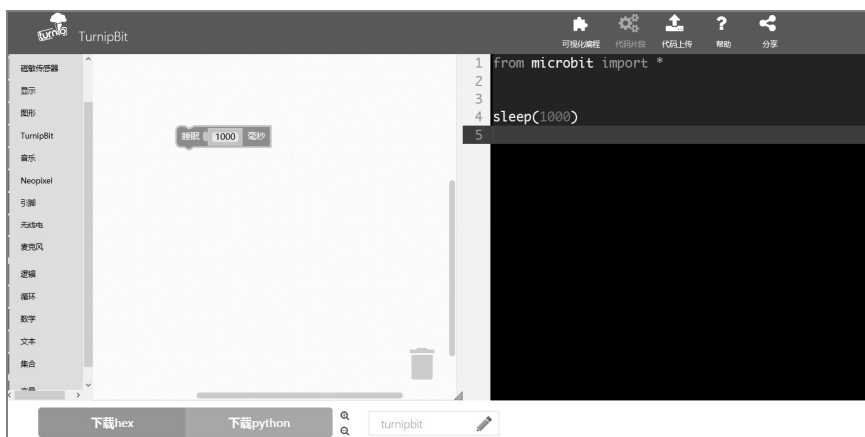 Turnip TurnipBit
可视化编程 代码片段 代码上传 帮助 分享
磁敏传感器
显示
图形
TurnipBit
音乐
Neopixel
引脚
无线电
麦克风
逻辑
循环
数学
文本
集合
睡眠 1000 毫秒
1 from microbit import *
2
3
4 sleep(1000)
5
下载hex 下载python turnipbit